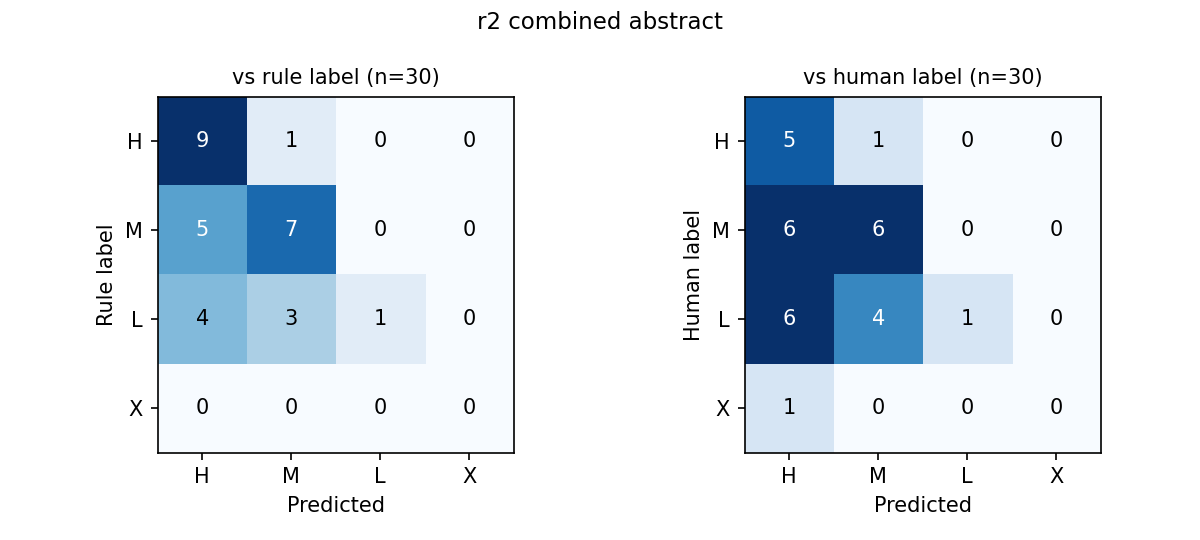 r2 combined abstract
vs rule label (n=30)
Rule label
H 9 1 0 0
M 5 7 0 0
L 4 3 1 0
X 0 0 0 0
H M L X
Predicted
vs human label (n=30)
Human label
H 5 1 0 0
M 6 6 0 0
L 6 4 1 0
X 1 0 0 0
H M L X
Predicted